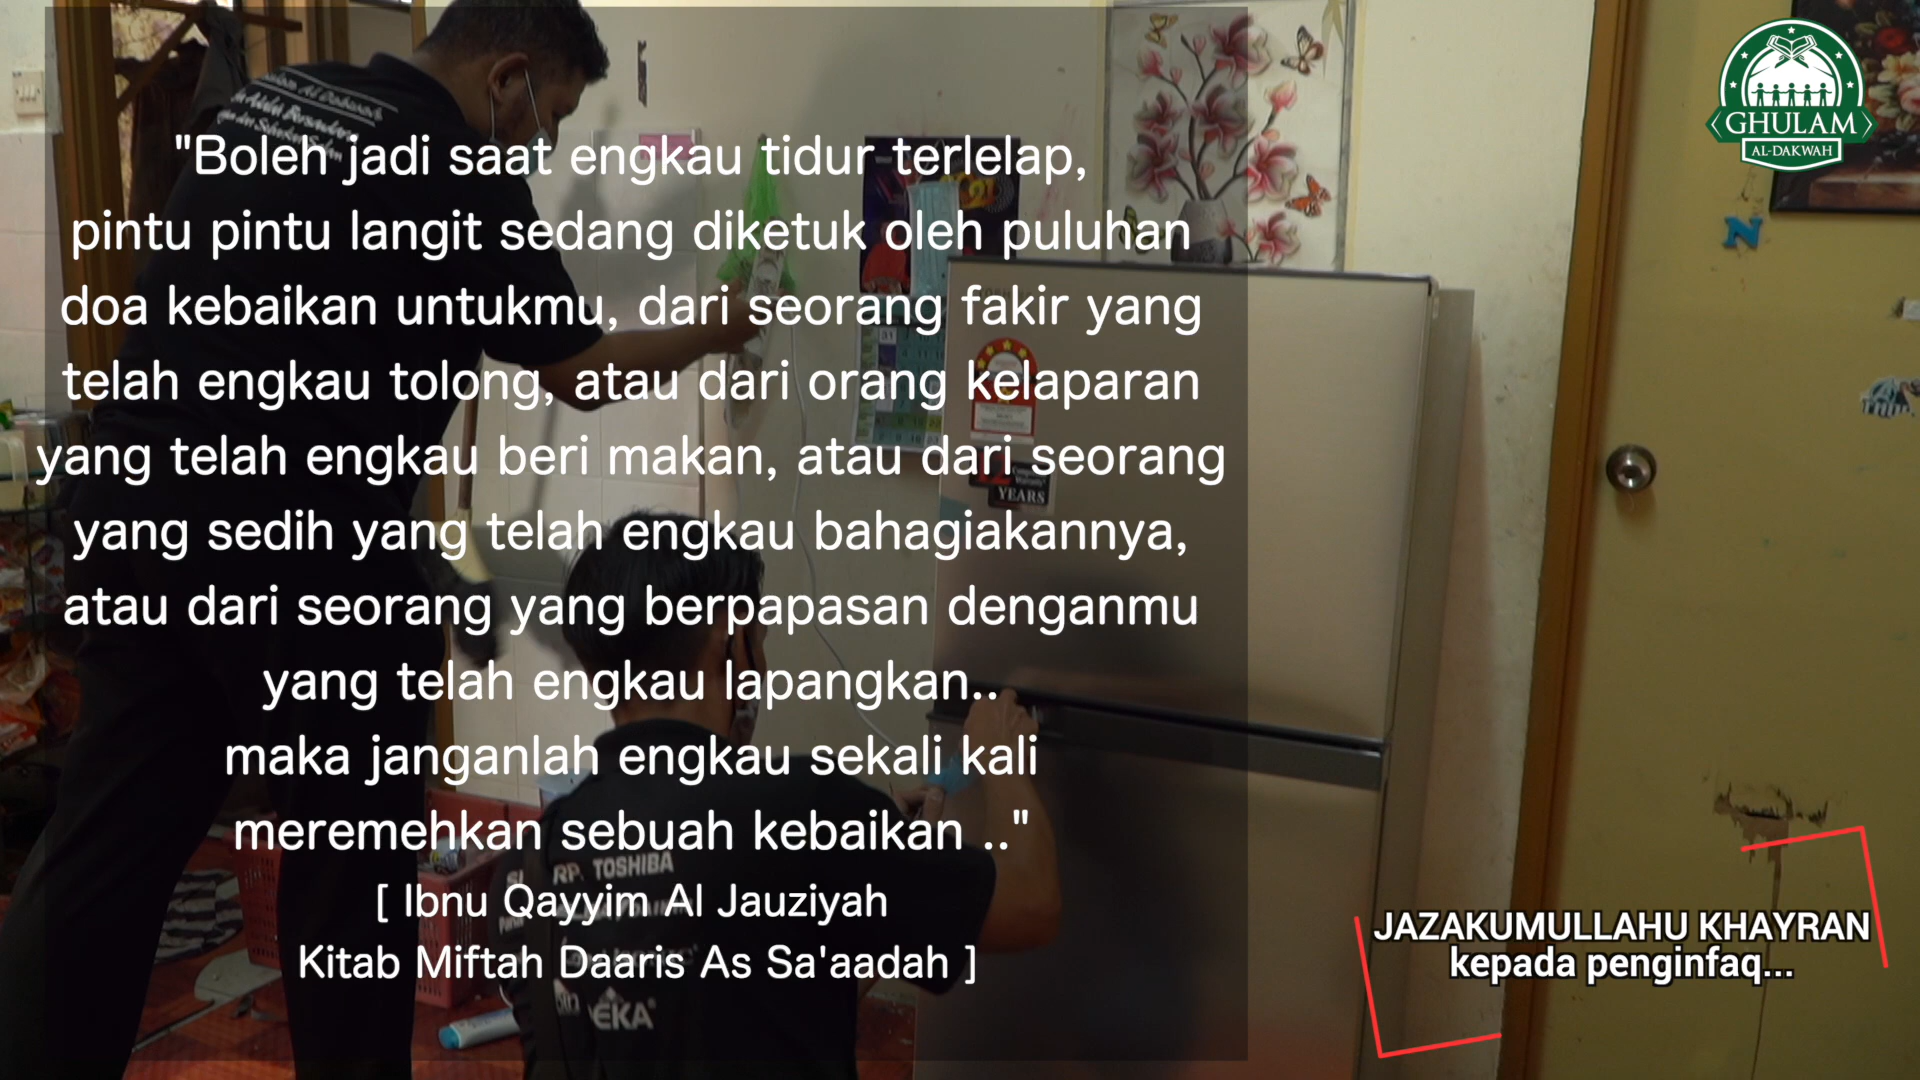 "Boleh jadi saat engkau tidur terlelap,
pintu pintu langit sedang diketuk oleh puluhan
doa kebaikan untukmu, dari seorang fakir yang
telah engkau tolong, atau dari orang kelaparan
yang telah engkau beri makan, atau dari seorang
yang sedih yang telah engkau bahagiakannya,
atau dari seorang yang berpapasan denganmu
yang telah engkau lapangkan..
maka janganlah engkau sekali kali
meremehkan sebuah kebaikan .."
[ Ibnu Qayyim Al Jauziyah
Kitab Miftah Daaris As Sa'aadah ]
GHULAM
AL-DAKWAH
JAZAKUMULLAHU KHAYRAN
kepada penginfaq...
YEARS
TOSHIBA
N